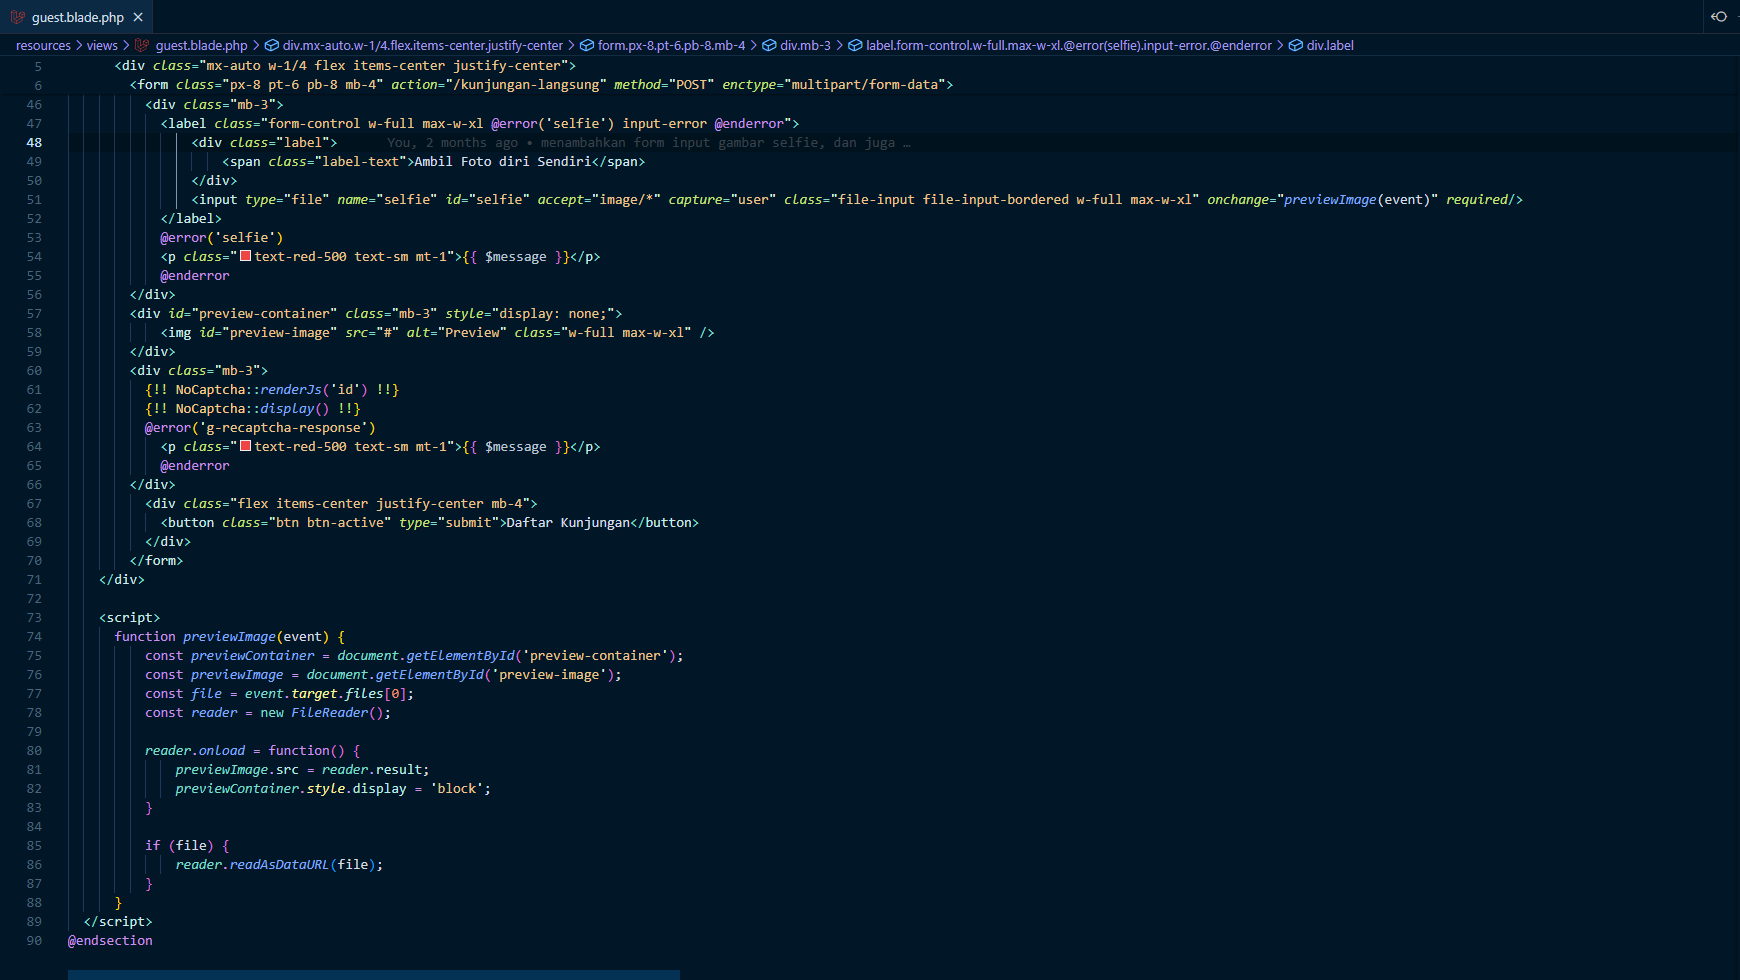 guest.blade.php
resources > views > guest.blade.php > div.mx-auto.w-1/4.flex.items-center.justify-center > form.px-8.pt-6.pb-8.mb-4 > div.mb-3 > label.form-control.w-full.max-w-xl.@error(selfie).input-error.@enderror > div.label
5 <div class="mx-auto w-1/4 flex items-center justify-center">
6 <form class="px-8 pt-6 pb-8 mb-4" action="/kunjungan-langsung" method="POST" enctype="multipart/form-data">
46 <div class="mb-3">
47 <label class="form-control w-full max-w-xl @error('selfie') input-error @enderror">
48 <div class="label"> You, 2 months ago • menambahkan form input gambar selfie, dan juga …
49 <span class="label-text">Ambil Foto diri Sendiri</span>
50 </div>
51 <input type="file" name="selfie" id="selfie" accept="image/*" capture="user" class="file-input file-input-bordered w-full max-w-xl" onchange="previewImage(event)" required/>
52 </label>
53 @error('selfie')
54 <p class="text-red-500 text-sm mt-1">{{ $message }}</p>
55 @enderror
56 </div>
57 <div id="preview-container" class="mb-3" style="display: none;">
58 <img id="preview-image" src="#" alt="Preview" class="w-full max-w-xl" />
59 </div>
60 <div class="mb-3">
61 {!! NoCaptcha::renderJs('id') !!}
62 {!! NoCaptcha::display() !!}
63 @error('g-recaptcha-response')
64 <p class="text-red-500 text-sm mt-1">{{ $message }}</p>
65 @enderror
66 </div>
67 <div class="flex items-center justify-center mb-4">
68 <button class="btn btn-active" type="submit">Daftar Kunjungan</button>
69 </div>
70 </form>
71 </div>
72
73 <script>
74 function previewImage(event) {
75 const previewContainer = document.getElementById('preview-container');
76 const previewImage = document.getElementById('preview-image');
77 const file = event.target.files[0];
78 const reader = new FileReader();
79
80 reader.onload = function() {
81 previewImage.src = reader.result;
82 previewContainer.style.display = 'block';
83 }
84
85 if (file) {
86 reader.readAsDataURL(file);
87 }
88 }
89 </script>
90 @endsection